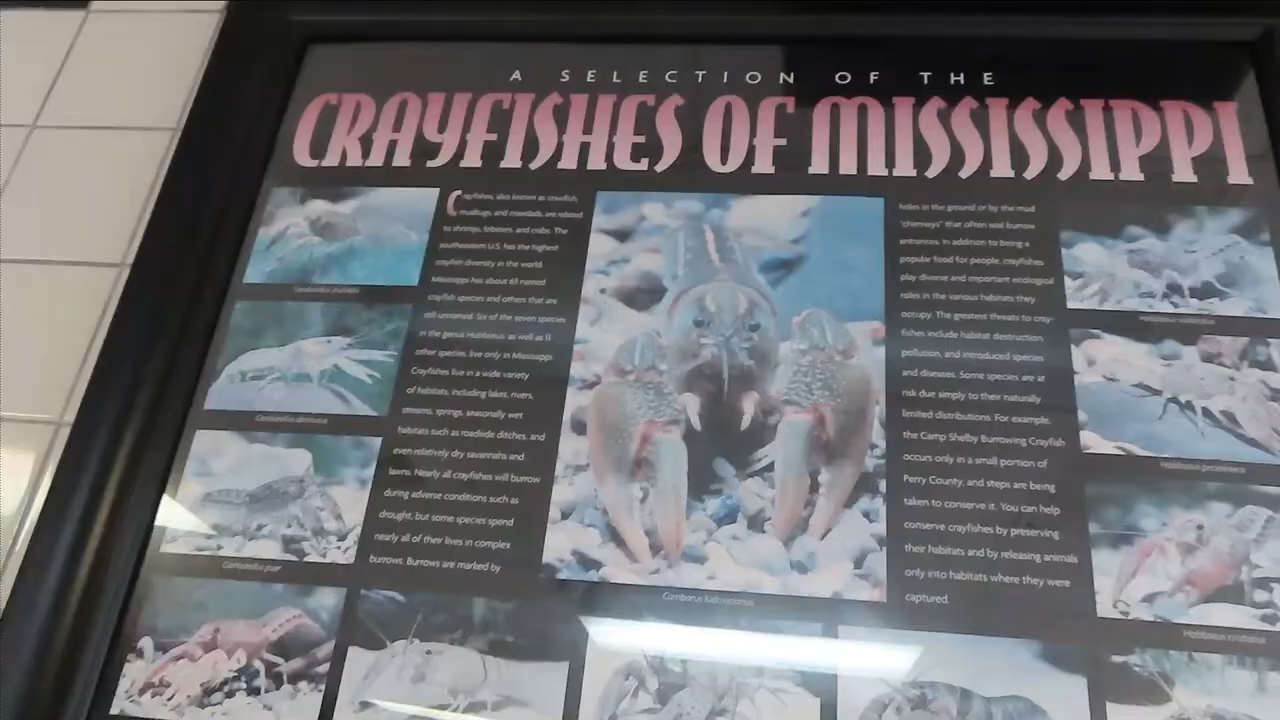 A SELECTION OF THE
CRAYFISHES OF MISSISSIPPI
Crayfishes, also known as crawfish,
mudbugs, and crawdads, are related
to shrimps, lobsters, and crabs. The
southeastern U.S. has the highest
crayfish diversity in the world.
Mississippi has about 63 named
crayfish species and others that are
still unnamed. Six of the seven species
in the genus Hobbseus as well as 11
other species, live only in Mississippi.
Crayfishes live in a wide variety
of habitats, including lakes, rivers,
streams, springs, seasonally wet
habitats such as roadside ditches, and
even relatively dry savannahs and
lawns. Nearly all crayfishes will burrow
during adverse conditions such as
drought, but some species spend
nearly all of their lives in complex
burrows. Burrows are marked by
holes in the ground or by the mud
"chimneys" that often seal burrow
entrances. In addition to being a
popular food for people, crayfishes
play diverse and important ecological
roles in the various habitats they
occupy. The greatest threats to cray-
fishes include habitat destruction,
pollution, and introduced species
and diseases. Some species are at
risk due simply to their naturally
limited distributions. For example,
the Camp Shelby Burrowing Crayfish
occurs only in a small portion of
Perry County, and steps are being
taken to conserve it. You can help
conserve crayfishes by preserving
their habitats and by releasing animals
only into habitats where they were
captured.
Cambarellus puer
Cambarus ludovicianus
Hobbseus prominens
Hobbseus cristatus